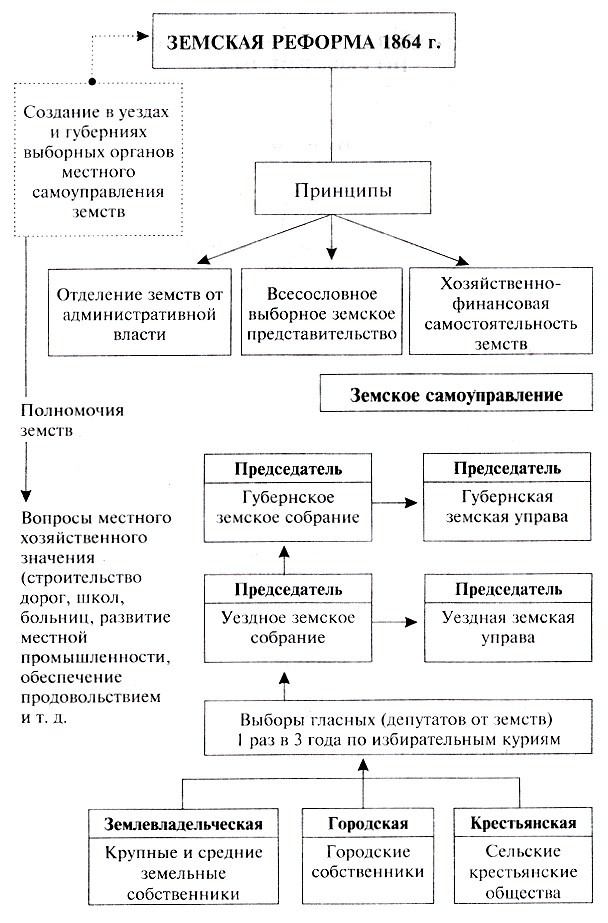 ЗЕМСКАЯ РЕФОРМА 1864 г.
Создание в уездах
и губерниях
выборных органов
местного
самоуправления
земств
Принципы
Отделение земств от
административной
власти
Всесословное
выборное земское
представительство
Хозяйственно-
финансовая
самостоятельность
земств
Земское самоуправление
Полномочия
земств
Вопросы местного
хозяйственного
значения
(строительство
дорог, школ,
больниц, развитие
местной
промышленности,
обеспечение
продовольствием
и т. д.
Председатель
Губернское
земское собрание
Председатель
Губернская
земская управа
Председатель
Уездное земское
собрание
Председатель
Уездная земская
управа
Выборы гласных (депутатов от земств)
1 раз в 3 года по избирательным куриям
Землевладельческая
Крупные и средние
земельные
собственники
Городская
Городские
собственники
Крестьянская
Сельские
крестьянские
общества